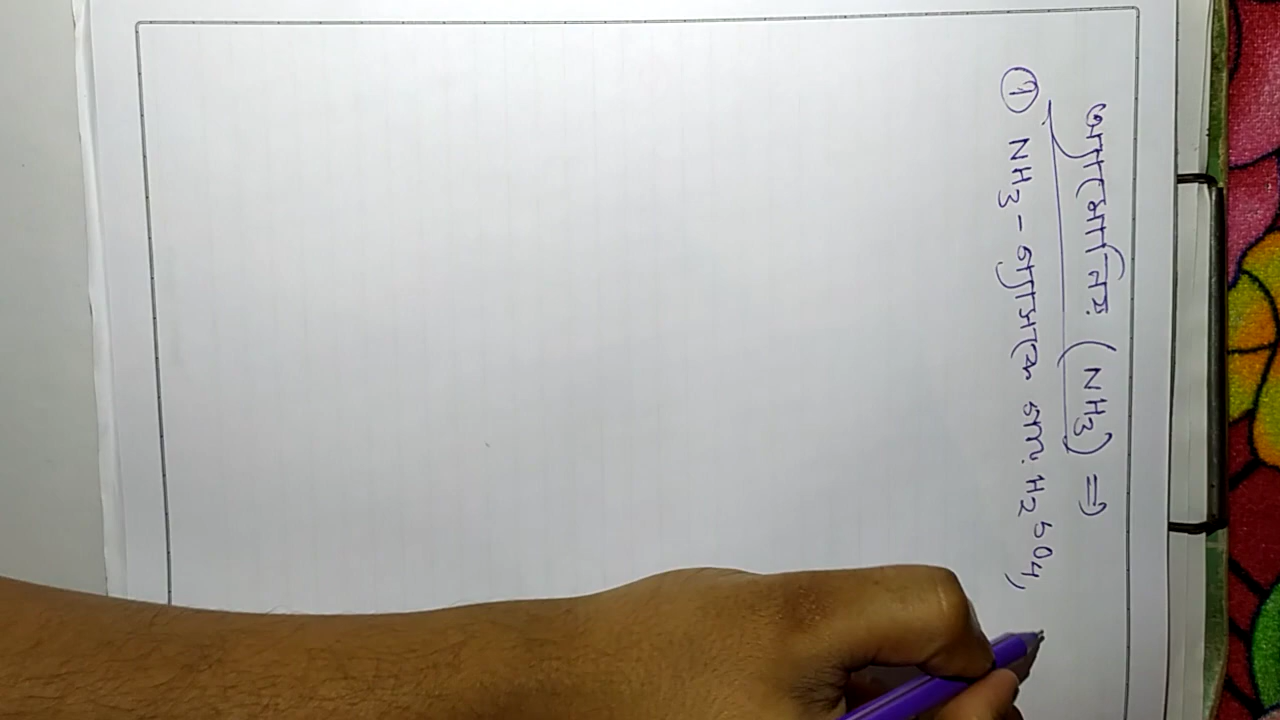 অ্যামোনিয়া (NH3) ⇒
① NH3 - গ্যাসকে গাঢ় H2SO4,